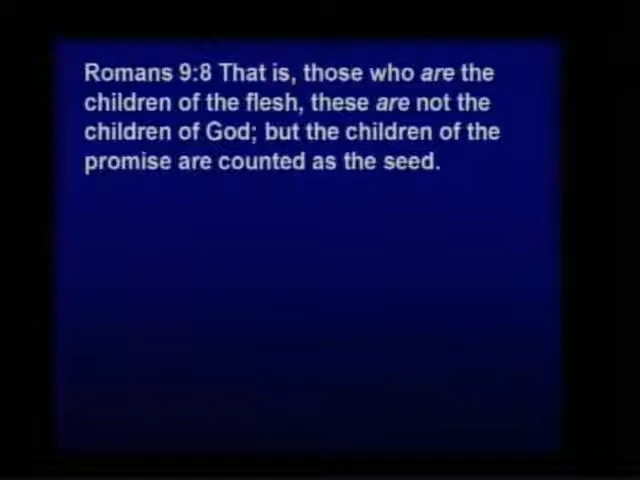 Romans 9:8 That is, those who are the
children of the flesh, these are not the
children of God; but the children of the
promise are counted as the seed.